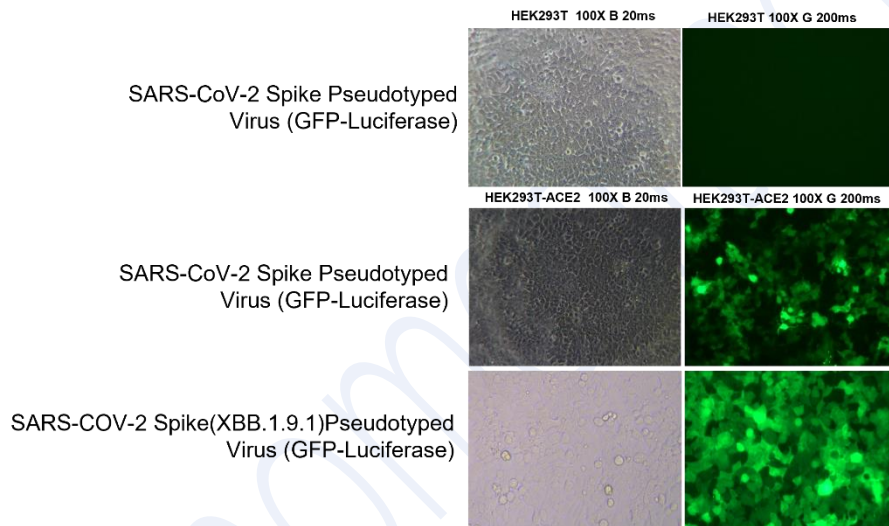 HEK293T 100X B 20ms
HEK293T 100X G 200ms
SARS-CoV-2 Spike Pseudotyped
Virus (GFP-Luciferase)
HEK293T-ACE2 100X B 20ms
HEK293T-ACE2 100X G 200ms
SARS-CoV-2 Spike Pseudotyped
Virus (GFP-Luciferase)
SARS-COV-2 Spike(XBB.1.9.1)Pseudotyped
Virus (GFP-Luciferase)